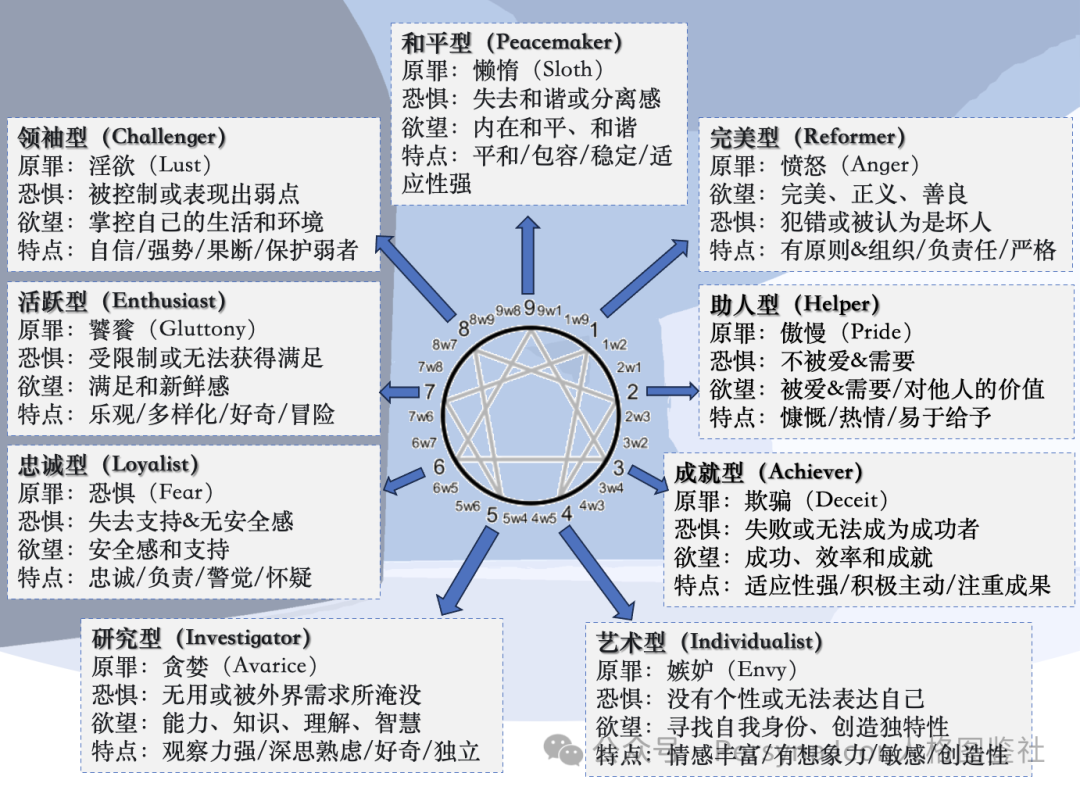 和平型（Peacemaker）
原罪：懒惰（Sloth）
恐惧：失去和谐或分离感
欲望：内在和平、和谐
特点：平和/包容/稳定/适
应性强
领袖型（Challenger）
原罪：淫欲（Lust）
恐惧：被控制或表现出弱点
欲望：掌控自己的生活和环境
特点：自信/强势/果断/保护弱者
完美型（Reformer）
原罪：愤怒（Anger）
欲望：完美、正义、善良
恐惧：犯错或被认为是坏人
特点：有原则&组织/负责任/严格
活跃型（Enthusiast）
原罪：饕餮（Gluttony）
恐惧：受限制或无法获得满足
欲望：满足和新鲜感
特点：乐观/多样化/好奇/冒险
助人型（Helper）
原罪：傲慢（Pride）
恐惧：不被爱&需要
欲望：被爱&需要/对他人的价值
特点：慷慨/热情/易于给予
忠诚型（Loyalist）
原罪：恐惧（Fear）
恐惧：失去支持&无安全感
欲望：安全感和支持
特点：忠诚/负责/警觉/怀疑
成就型（Achiever）
原罪：欺骗（Deceit）
恐惧：失败或无法成为成功者
欲望：成功、效率和成就
特点：适应性强/积极主动/注重成果
9w8 9 9w1
8 8w9 1w9 1
8w7 1w2
7w8 2w1
7 2
7w6 2w3
6w7 3w2
6 3
6w5 3w4
5w6 4w3
5 5w4 4w5 4
研究型（Investigator）
原罪：贪婪（Avarice）
恐惧：无用或被外界需求所淹没
欲望：能力、知识、理解、智慧
特点：观察力强/深思熟虑/好奇/独立
艺术型（Individualist）
原罪：嫉妒（Envy）
恐惧：没有个性或无法表达自己
欲望：寻找自我身份、创造独特性
特点：情感丰富/有想象力/敏感/创造性
公众号 格图鉴社